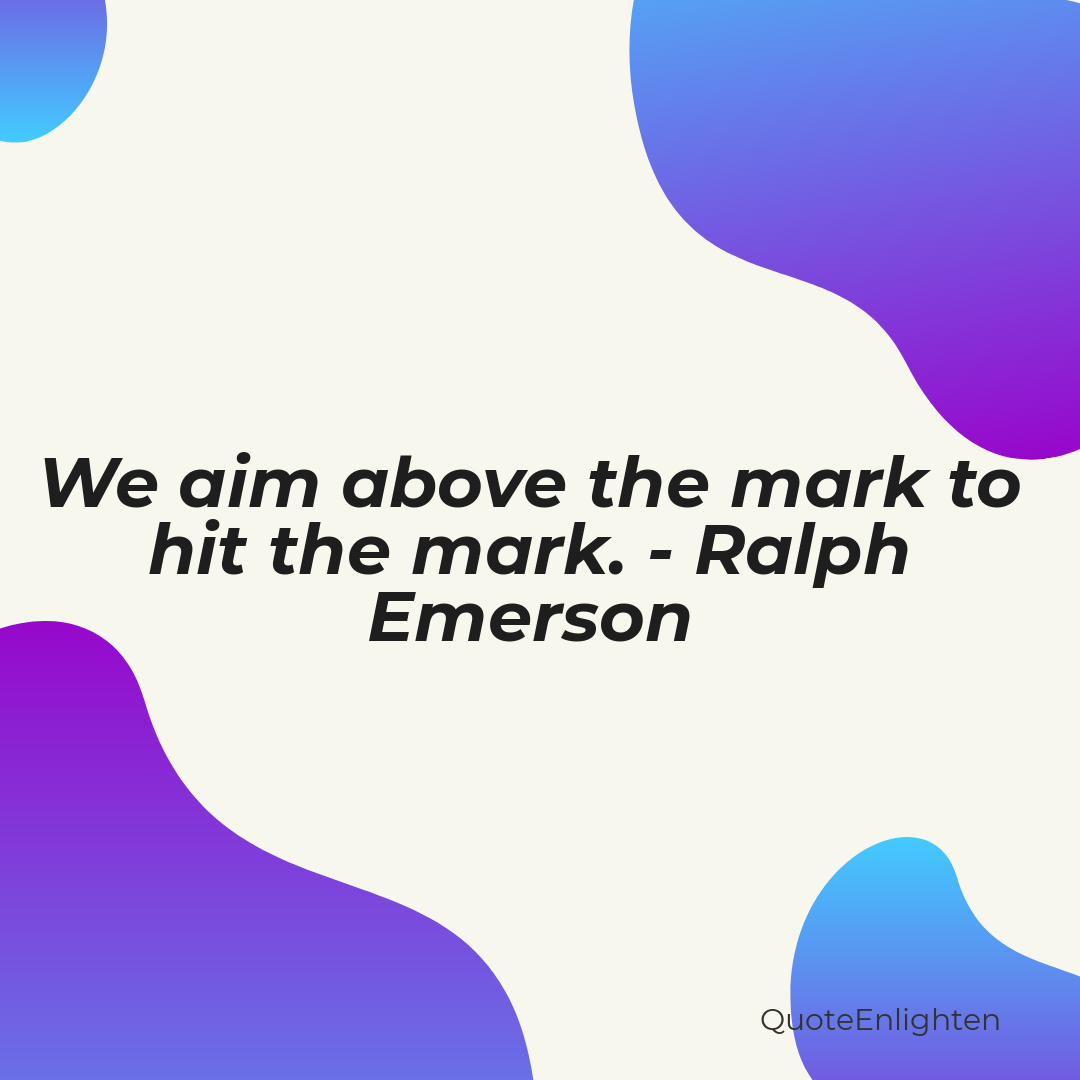 We aim above the mark to
hit the mark. - Ralph
Emerson
QuoteEnlighten